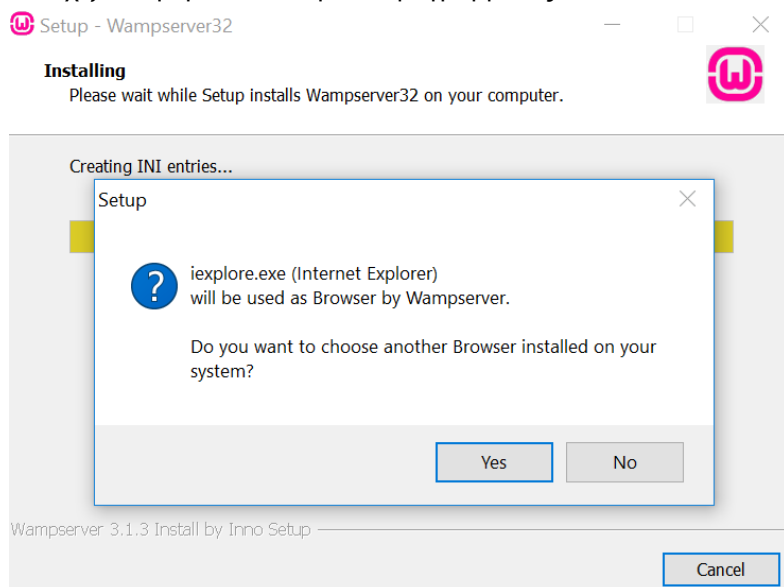 Setup - Wampserver32
Installing
Please wait while Setup installs Wampserver32 on your computer.
Creating INI entries...
Setup
iexplore.exe (Internet Explorer)
will be used as Browser by Wampserver.
Do you want to choose another Browser installed on your
system?
Yes No
Wampserver 3.1.3 Install by Inno Setup
Cancel